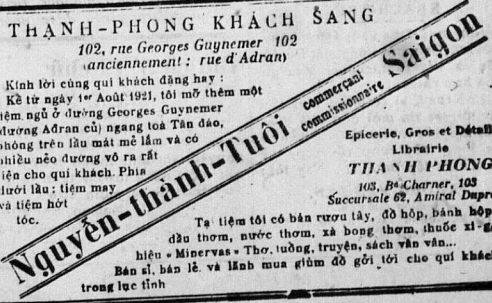 THẠNH-PHONG KHÁCH SANG
102, rue Georges Guynemer 102
(anciennement : rue d'Adran)
Kính lời cùng quí khách đặng hay :
Kể từ ngày 1er Août 1921, tôi mở thêm một
tiệm ngủ ở đường Georges Guynemer
(đường Adran cũ) ngang toà Tân đáo,
phòng trên lầu mát mẻ lắm và có
nhiều nẻo đường vô ra rất
tiện cho quí khách. Phía
dưới lầu : tiệm may
và tiệm hớt
tóc.
Nguyễn-thành-Tuôi commerçant commissionnaire Saigon
Epicerie, Gros et Détail
Librairie
THANH PHONG
103, Bd Charner, 103
Succursale 62, Amiral Dupré
Tại tiệm tôi có bán rượu tây, đồ hộp, bánh hộp
dầu thơm, nước thơm, xà bong thơm, thuốc xi-gà
hiệu « Minervas » Thơ, tuồng, truyện, sách vân vân...
Bán sỉ, bán lẻ. và lãnh mua giùm đồ gởi tới cho quí khách
trong lục tỉnh